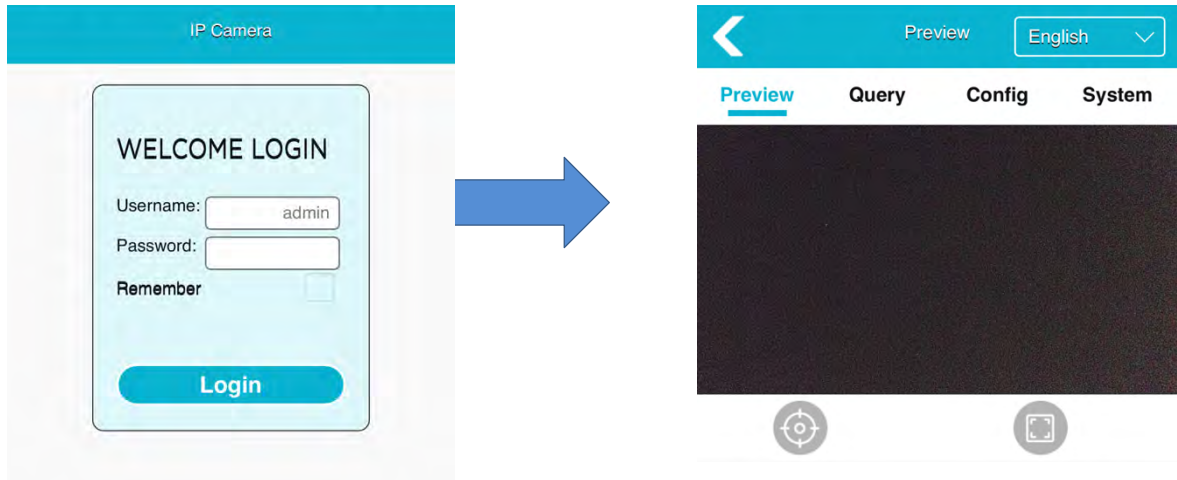 IP Camera
WELCOME LOGIN
Username: admin
Password:
Remember
Login
Preview English
Preview Query Config System